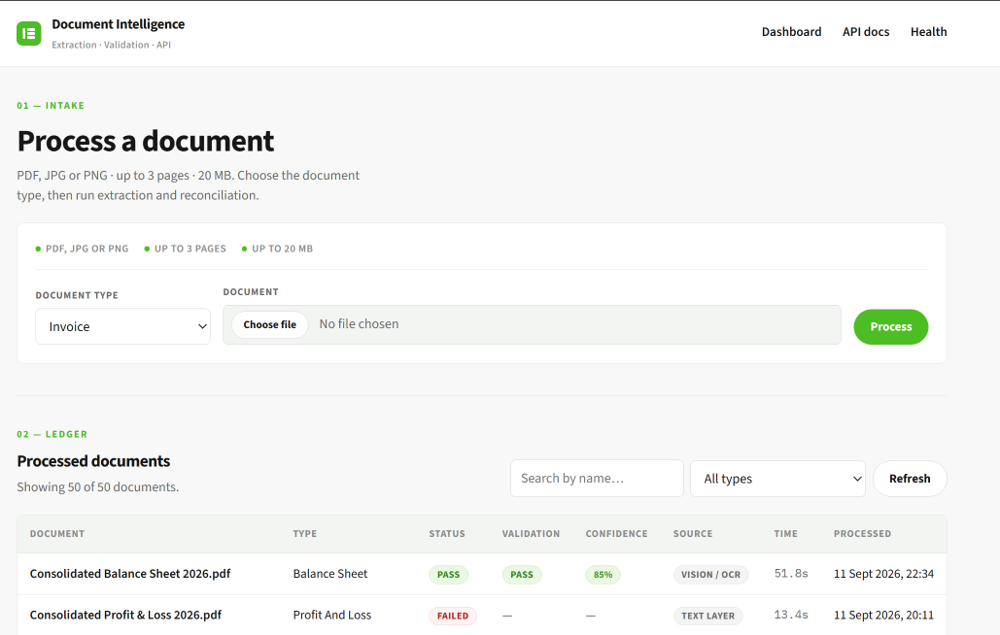 Document Intelligence
Extraction · Validation · API
Dashboard API docs Health
01 — INTAKE
Process a document
PDF, JPG or PNG · up to 3 pages · 20 MB. Choose the document
type, then run extraction and reconciliation.
PDF, JPG OR PNG UP TO 3 PAGES UP TO 20 MB
DOCUMENT TYPE DOCUMENT
Invoice Choose file No file chosen Process
02 — LEDGER
Processed documents
Showing 50 of 50 documents.
Search by name… All types Refresh
DOCUMENT TYPE STATUS VALIDATION CONFIDENCE SOURCE TIME PROCESSED
Consolidated Balance Sheet 2026.pdf Balance Sheet PASS PASS 85% VISION / OCR 51.8s 11 Sept 2026, 22:34
Consolidated Profit & Loss 2026.pdf Profit And Loss FAILED — — TEXT LAYER 13.4s 11 Sept 2026, 20:11